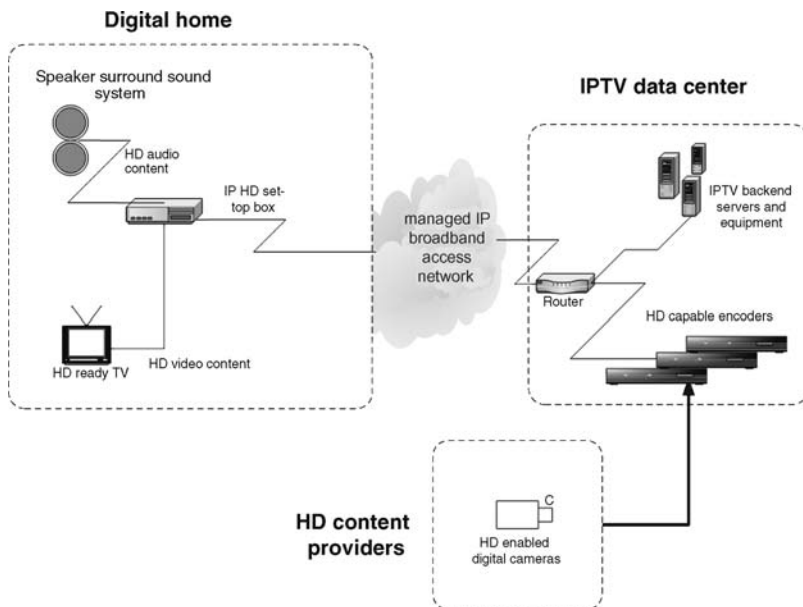 Digital home
Speaker surround sound
system
HD audio
content
IP HD set-
top box
HD ready TV
HD video content
managed IP
broadband
access
network
IPTV data center
IPTV backend
servers and
equipment
Router
HD capable encoders
HD content
providers
C
HD enabled
digital cameras